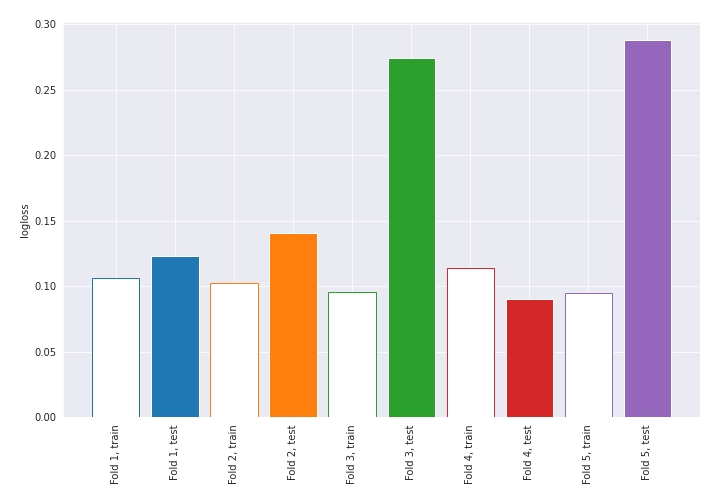 0.30
0.25
0.20
0.15
0.10
0.05
0.00
logloss
Fold 1, train
Fold 1, test
Fold 2, train
Fold 2, test
Fold 3, train
Fold 3, test
Fold 4, train
Fold 4, test
Fold 5, train
Fold 5, test